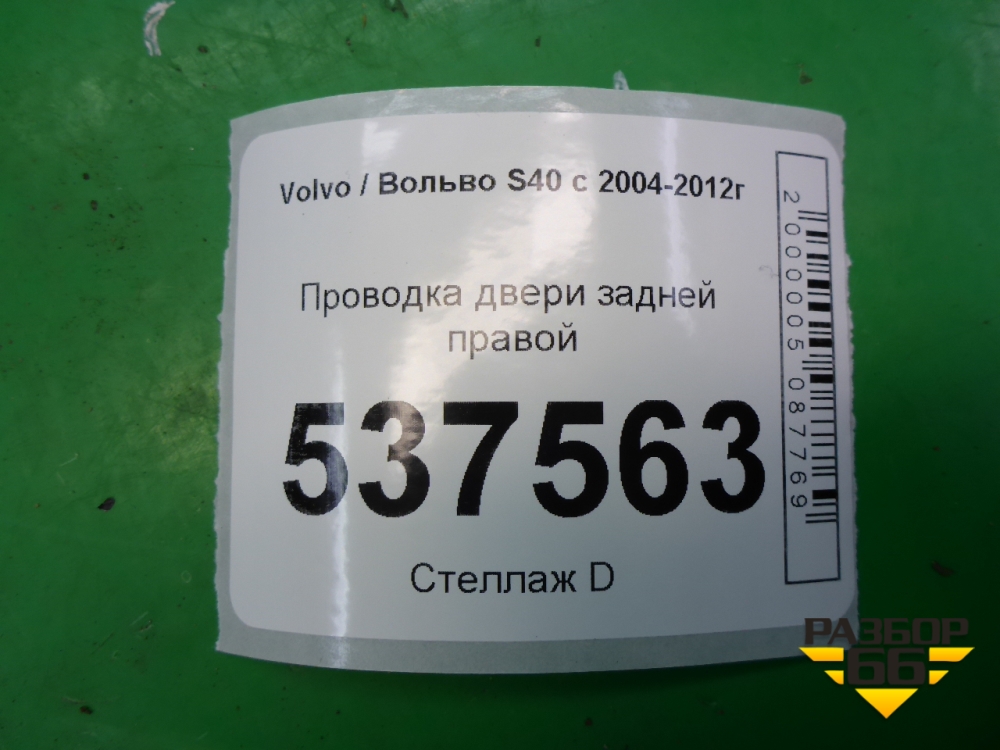 Volvo / Вольво S40 с 2004-2012г
Проводка двери задней
правой
537563
Стеллаж D
2000005087769
РАЗБОР
66